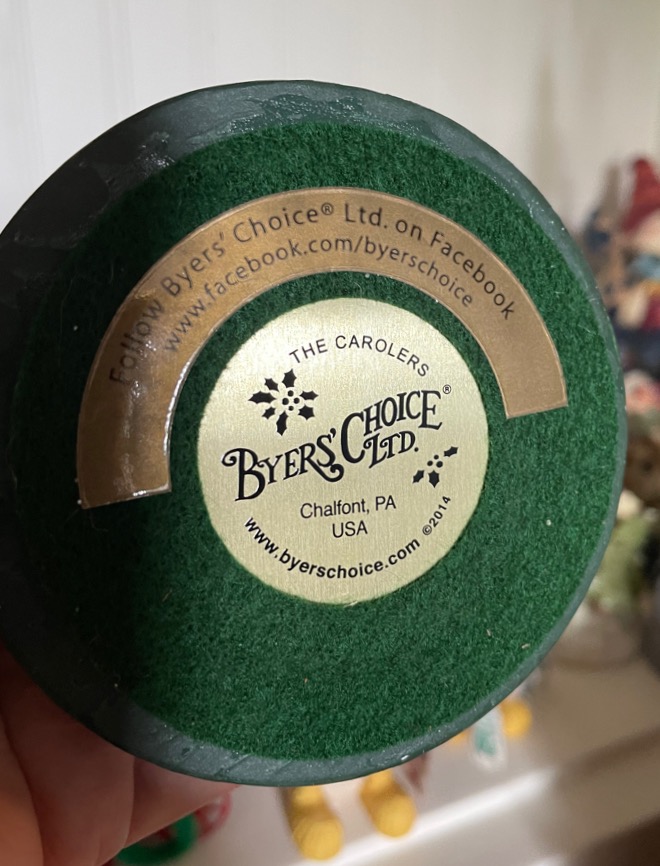 Follow Byers' Choice® Ltd. on Facebook
www.facebook.com/byerschoice
THE CAROLERS
BYERS' CHOICE®
LTD.
Chalfont, PA
USA
www.byerschoice.com ©2014